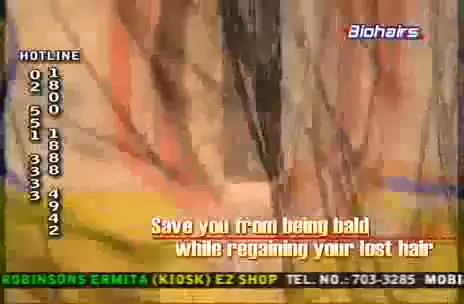 Biohairs
HOTLINE
02 551 3333
1800 1888 4942
Save you from being bald
while regaining your lost hair
ROBINSONS ERMITA (KIOSK) EZ SHOP TEL. NO.: 703-3285 MOBI